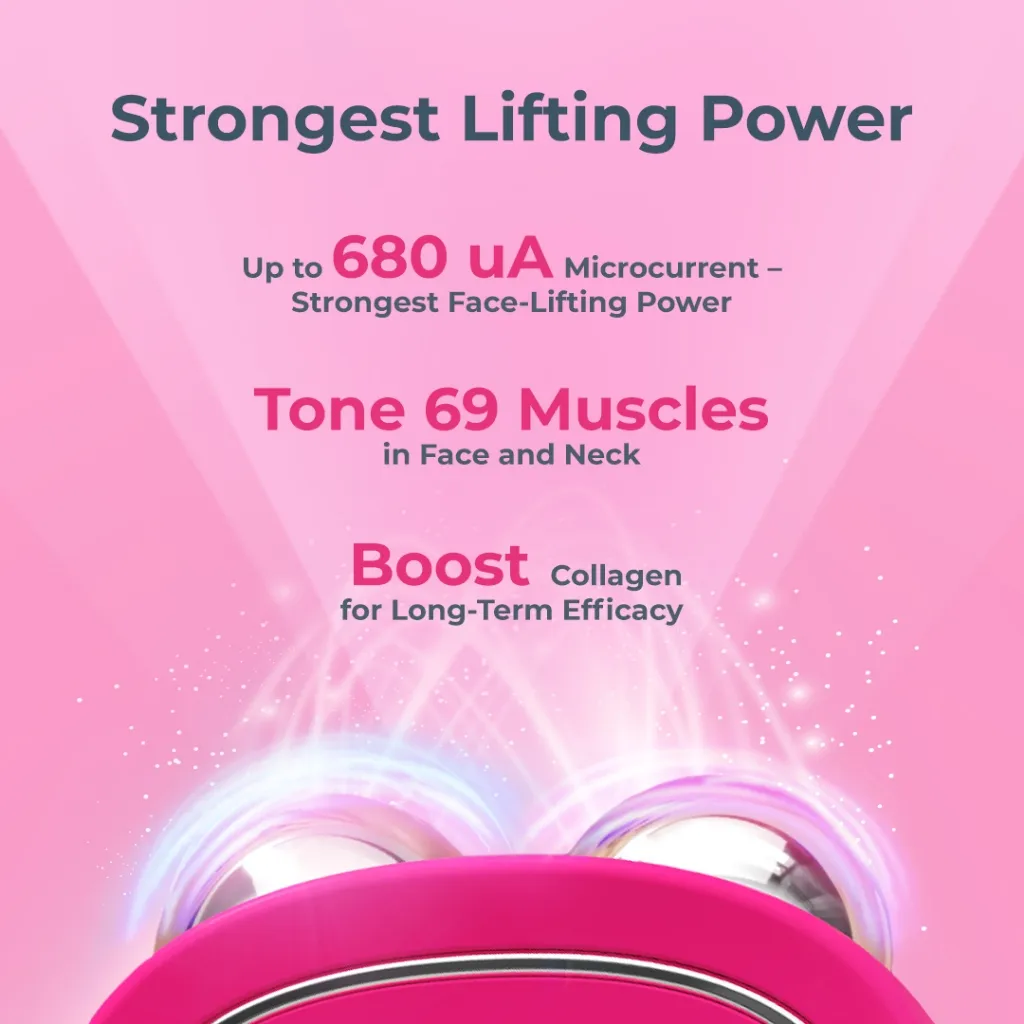 Strongest Lifting Power
Up to 680 uA Microcurrent –
Strongest Face-Lifting Power
Tone 69 Muscles
in Face and Neck
Boost Collagen
for Long-Term Efficacy